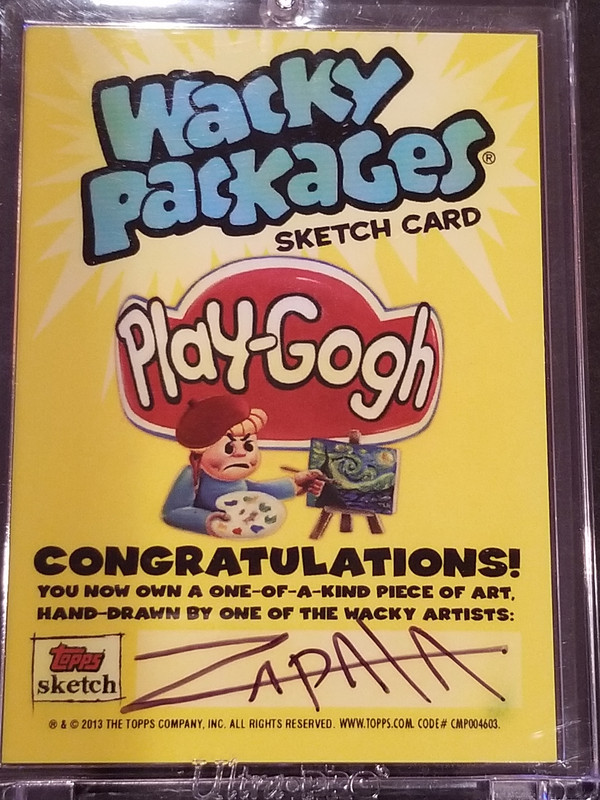 Wacky
Packages®
SKETCH CARD
Play-Gogh
CONGRATULATIONS!
YOU NOW OWN A ONE-OF-A-KIND PIECE OF ART,
HAND-DRAWN BY ONE OF THE WACKY ARTISTS:
topps
sketch
ZAPATA
® & © 2013 THE TOPPS COMPANY, INC. ALL RIGHTS RESERVED. WWW.TOPPS.COM. CODE# CMP004603.
Ultra PRO